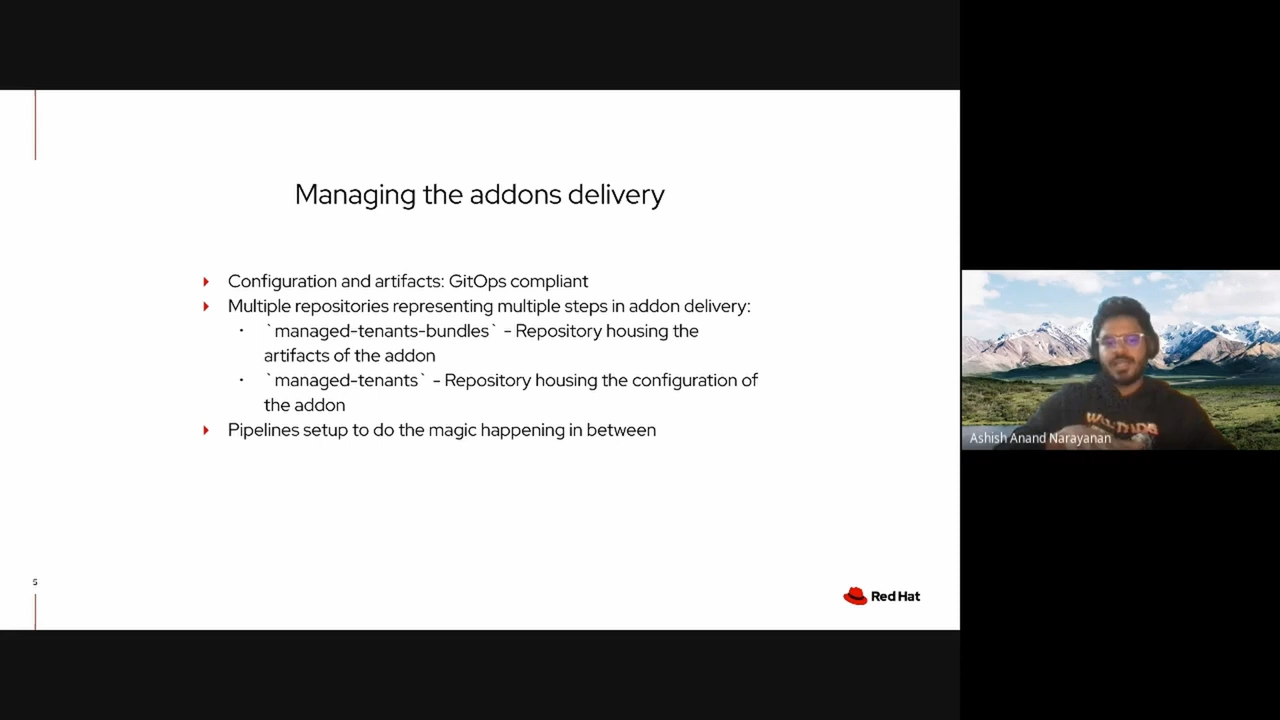 Managing the addons delivery
Configuration and artifacts: GitOps compliant
Multiple repositories representing multiple steps in addon delivery:
`managed-tenants-bundles` - Repository housing the
artifacts of the addon
`managed-tenants` - Repository housing the configuration of
the addon
Pipelines setup to do the magic happening in between
5
Red Hat
Ashish Anand Narayanan